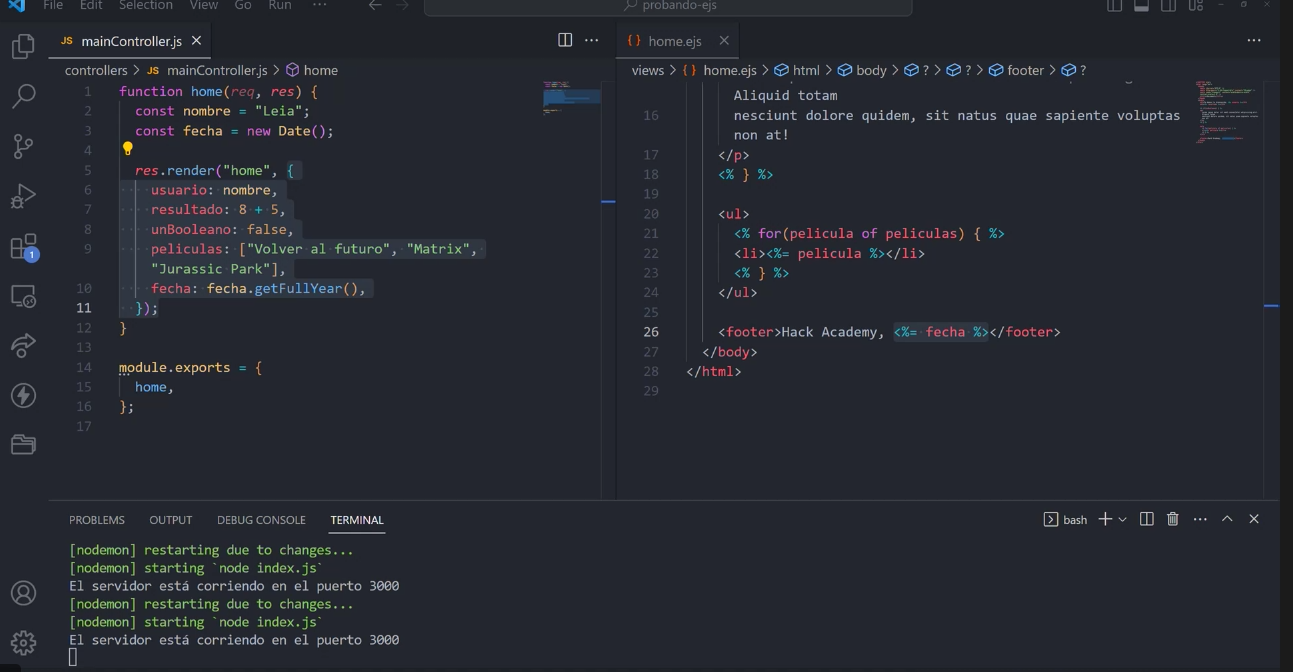 File Edit Selection View Go Run ··· probando-ejs
JS mainController.js
controllers > JS mainController.js > home
1 function home(req, res) {
2 const nombre = "Leia";
3 const fecha = new Date();
4
5 res.render("home", {
6 usuario: nombre,
7 resultado: 8 + 5,
8 unBooleano: false,
9 peliculas: ["Volver al futuro", "Matrix",
"Jurassic Park"],
10 fecha: fecha.getFullYear(),
11 });
12 }
13
14 module.exports = {
15 home,
16 };
17
{ } home.ejs
views > { } home.ejs > html > body > ? > ? > footer > ?
Aliquid totam
16 nesciunt dolore quidem, sit natus quae sapiente voluptas
non at!
17 </p>
18 <% } %>
19
20 <ul>
21 <% for(pelicula of peliculas) { %>
22 <li><%= pelicula %></li>
23 <% } %>
24 </ul>
25
26 <footer>Hack Academy, <%= fecha %></footer>
27 </body>
28 </html>
29
1
PROBLEMS OUTPUT DEBUG CONSOLE TERMINAL bash
[nodemon] restarting due to changes...
[nodemon] starting `node index.js`
El servidor está corriendo en el puerto 3000
[nodemon] restarting due to changes...
[nodemon] starting `node index.js`
El servidor está corriendo en el puerto 3000